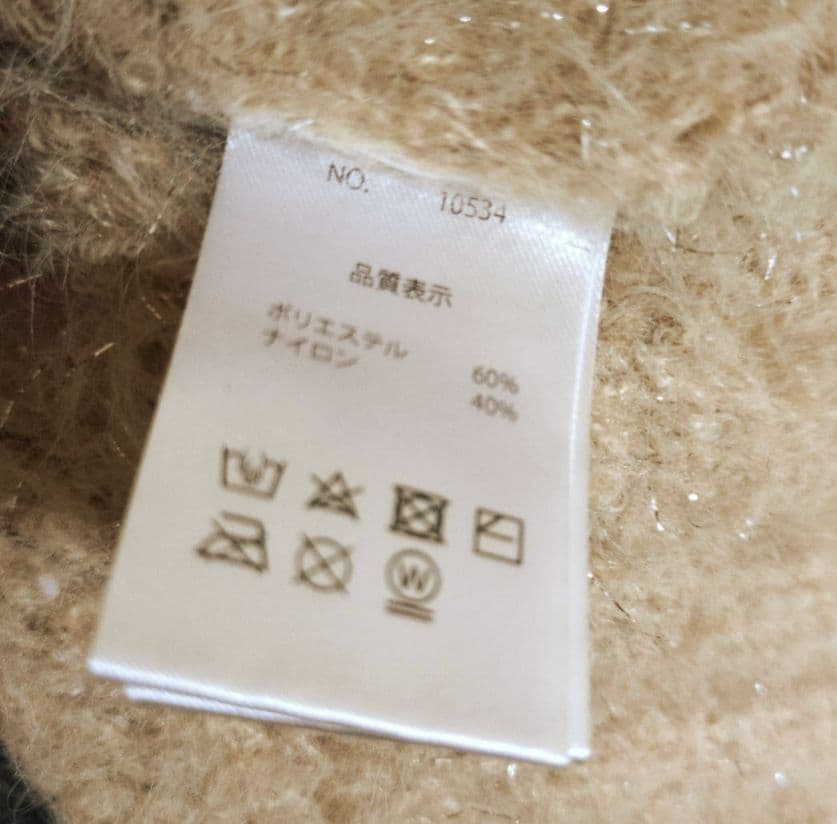 NO. 10534
品質表示
ポリエステル 60%
ナイロン 40%
W